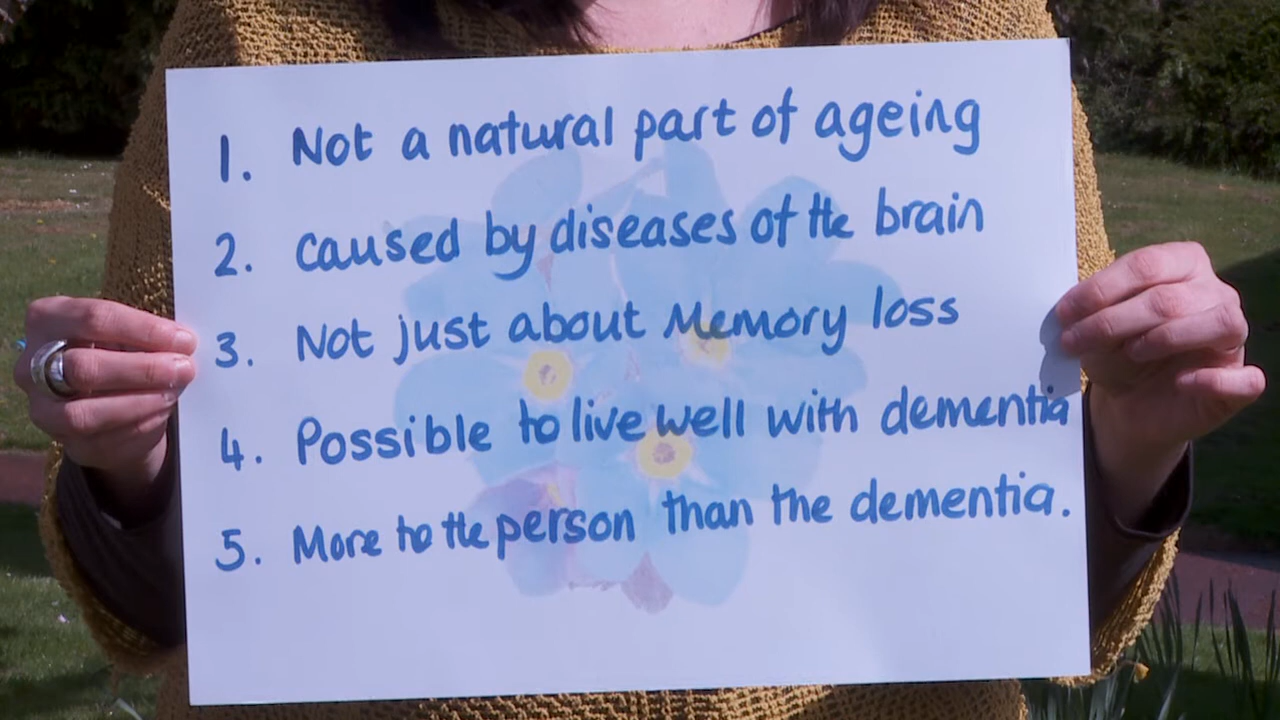 1. Not a natural part of ageing
2. caused by diseases of the brain
3. Not just about Memory loss
4. Possible to live well with dementia
5. More to the person than the dementia.